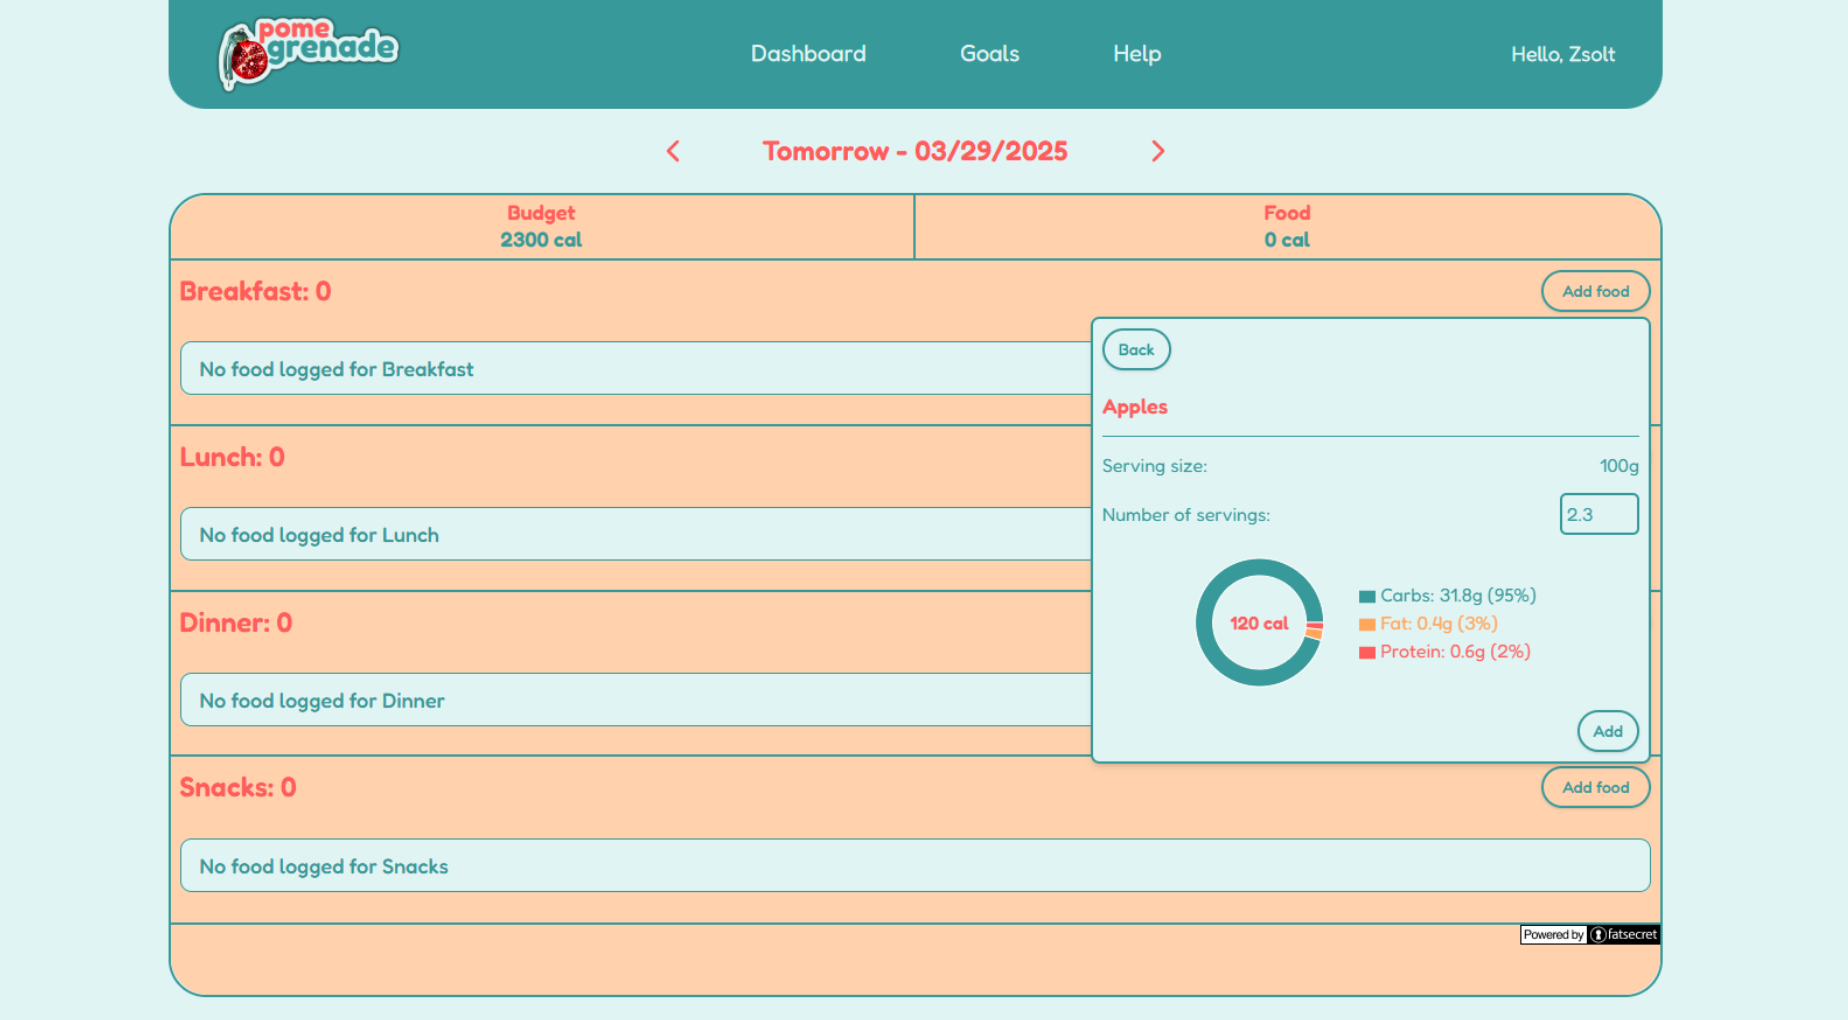 pome
grenade
Dashboard
Goals
Help
Hello, Zsolt
Tomorrow - 03/29/2025
Budget
2300 cal
Food
0 cal
Breakfast: 0
Add food
No food logged for Breakfast
Back
Apples
Serving size:
100g
Number of servings:
2.3
120 cal
Carbs: 31.8g (95%)
Fat: 0.4g (3%)
Protein: 0.6g (2%)
Add
Lunch: 0
No food logged for Lunch
Dinner: 0
No food logged for Dinner
Snacks: 0
Add food
No food logged for Snacks
Powered by fatsecret